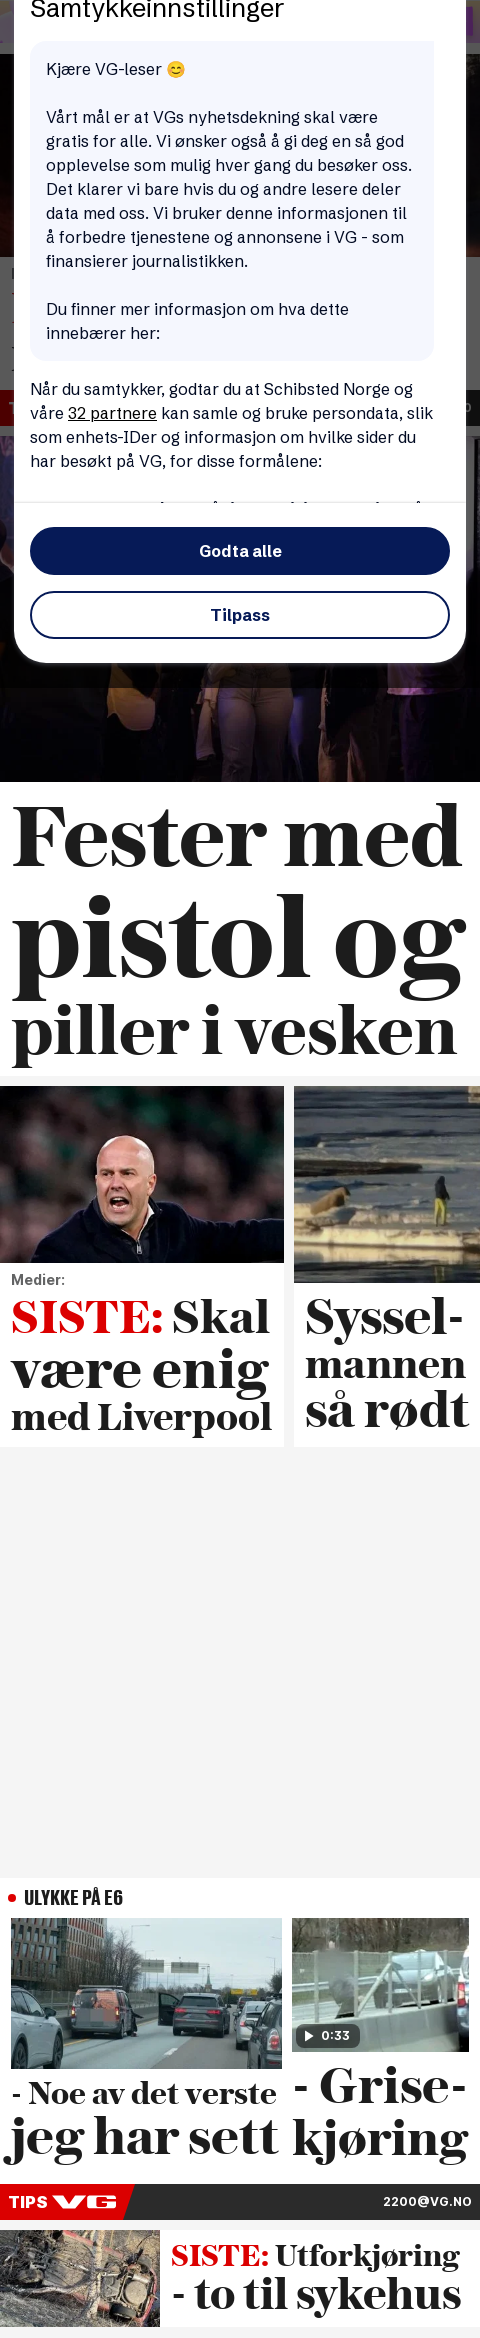 Samtykkeinnstillinger
Kjære VG-leser 😊
Vårt mål er at VGs nyhetsdekning skal være
gratis for alle. Vi ønsker også å gi deg en så god
opplevelse som mulig hver gang du besøker oss.
Det klarer vi bare hvis du og andre lesere deler
data med oss. Vi bruker denne informasjonen til
å forbedre tjenestene og annonsene i VG - som
finansierer journalistikken.
Du finner mer informasjon om hva dette
innebærer her:
Når du samtykker, godtar du at Schibsted Norge og
våre 32 partnere kan samle og bruke persondata, slik
som enhets-IDer og informasjon om hvilke sider du
har besøkt på VG, for disse formålene:
Godta alle
Tilpass
Fester med
pistol og
piller i vesken
Medier:
SISTE: Skal
være enig
med Liverpool
Syssel-
mannen
så rødt
ULYKKE PÅ E6
0:33
- Noe av det verste
jeg har sett
- Grise-
kjøring
TIPS VG
2200@VG.NO
SISTE: Utforkjøring
- to til sykehus